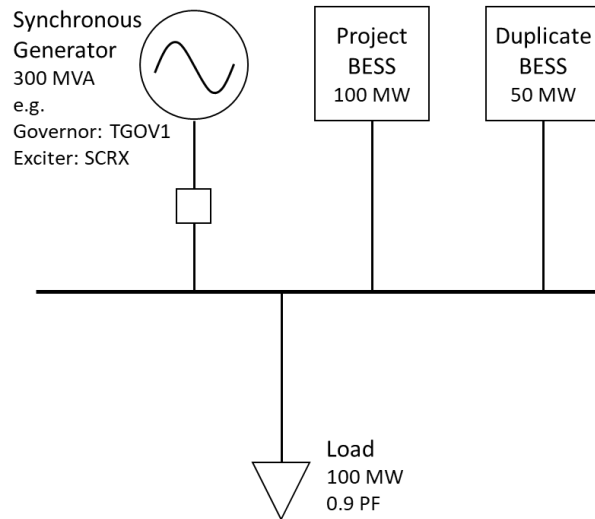 Synchronous
Generator
300 MVA
e.g.
Governor: TGOV1
Exciter: SCRX
Project
BESS
100 MW
Duplicate
BESS
50 MW
Load
100 MW
0.9 PF